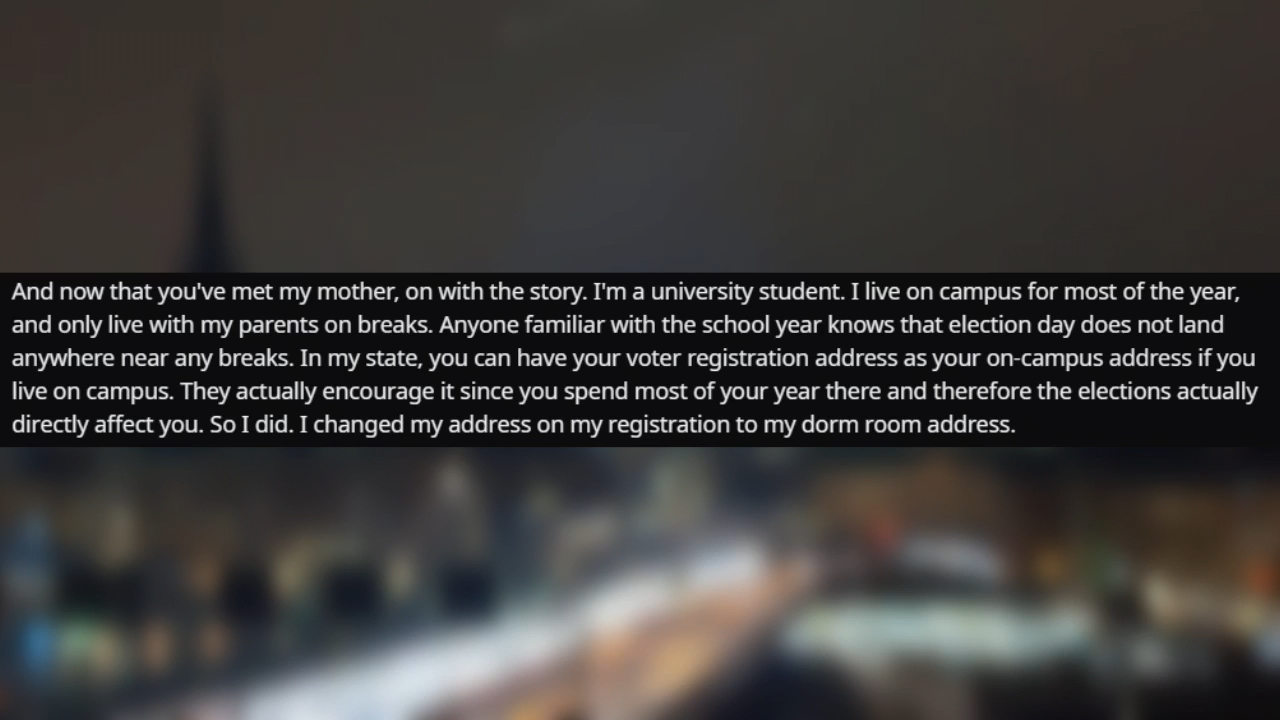 And now that you've met my mother, on with the story. I'm a university student. I live on campus for most of the year,
and only live with my parents on breaks. Anyone familiar with the school year knows that election day does not land
anywhere near any breaks. In my state, you can have your voter registration address as your on-campus address if you
live on campus. They actually encourage it since you spend most of your year there and therefore the elections actually
directly affect you. So I did. I changed my address on my registration to my dorm room address.